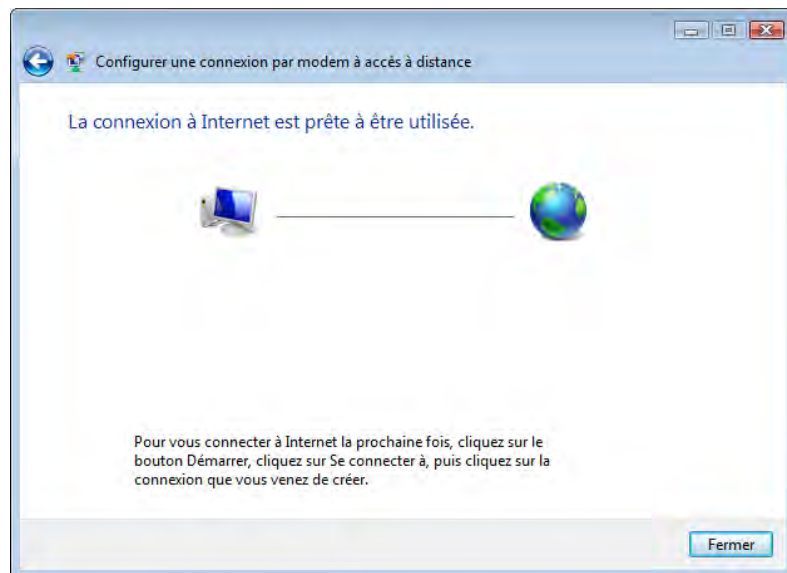 Configurer une connexion par modem à accès à distance
La connexion à Internet est prête à être utilisée.
Pour vous connecter à Internet la prochaine fois, cliquez sur le
bouton Démarrer, cliquez sur Se connecter à, puis cliquez sur la
connexion que vous venez de créer.
Fermer